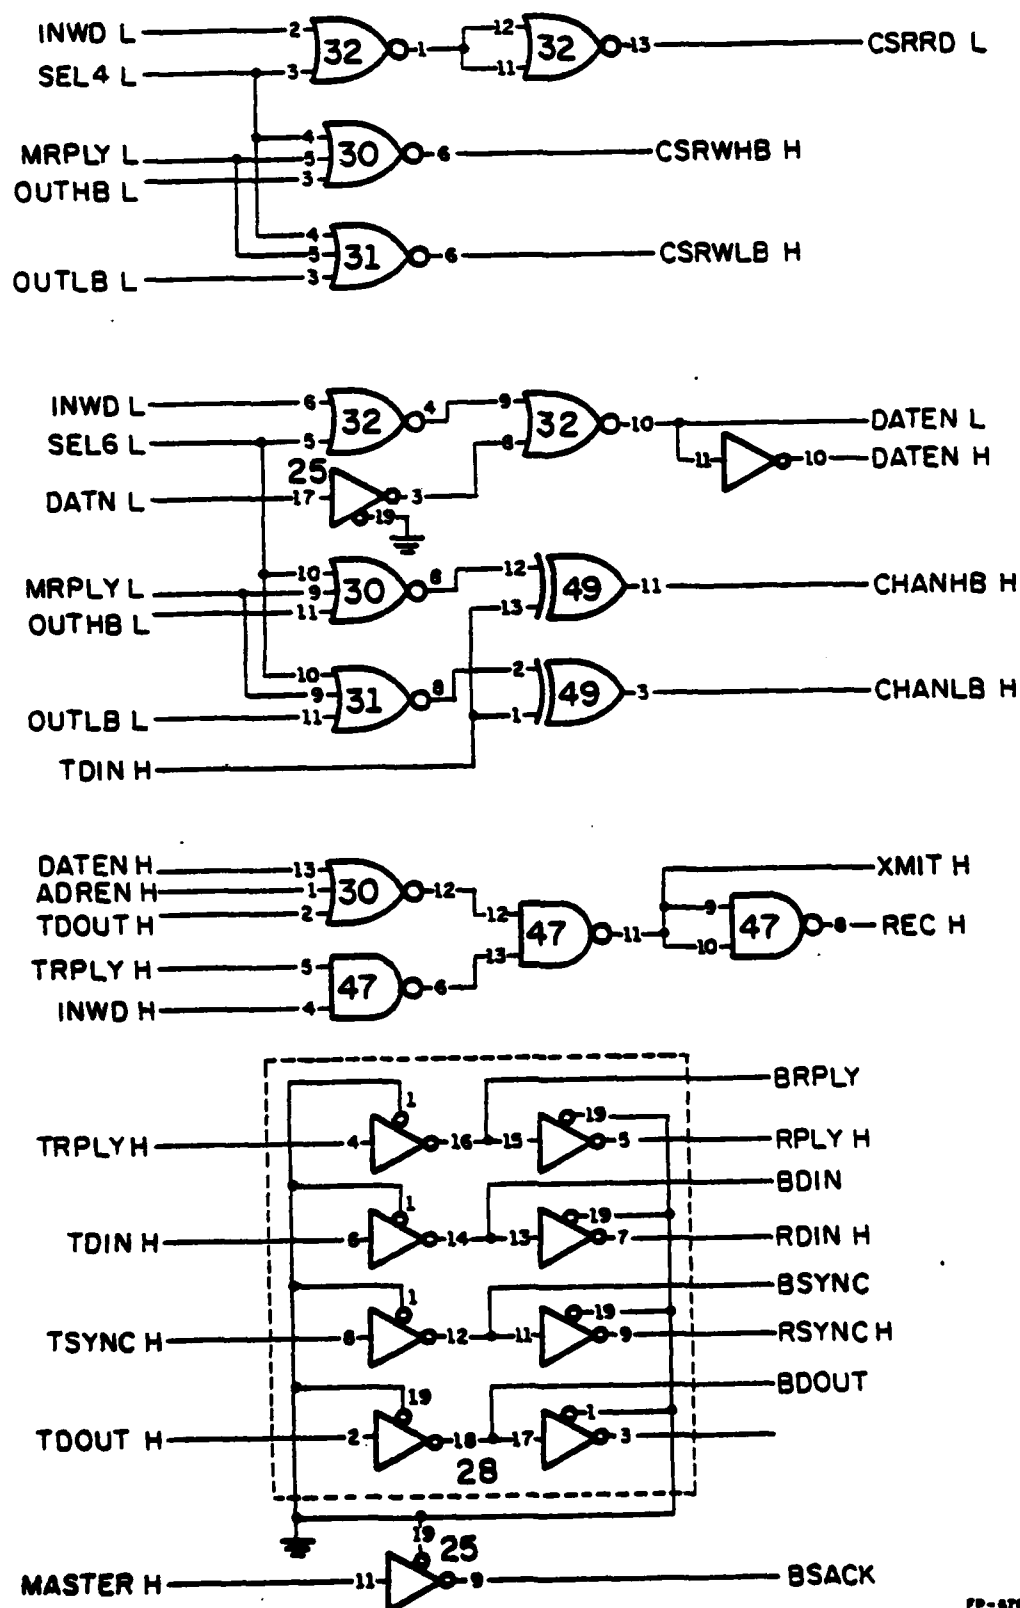 INWD L 2 32 1 12 32 13 CSRRD L
SEL4 L 3 11
4
MRPLY L 5 30 6 CSRWHB H
OUTHB L 3
4
5 31 6 CSRWLB H
OUTLB L 3
INWD L 6 32 4 9 32 10 DATEN L
SEL6 L 5 8 11 10 DATEN H
25
DATN L 17 3
19
10 8 12
MRPLY L 9 30 49 11 CHANHB H
OUTHB L 11 13
10 8 2
9 31 49 3 CHANLB H
OUTLB L 11 1
TDIN H
DATEN H 13 XMIT H
ADREN H 1 30 12 9
TDOUT H 2 12 47 11 47 8 REC H
10
TRPLY H 5 13
47 6
INWD H 4
BRPLY
1 19
TRPLY H 4 16 15 5 RPLY H
BDIN
1 19
TDIN H 6 14 13 7 RDIN H
BSYNC
1 19
TSYNC H 8 12 11 9 RSYNC H
BDOUT
19 1
TDOUT H 2 18 17 3
28
19 25
MASTER H 11 9 BSACK